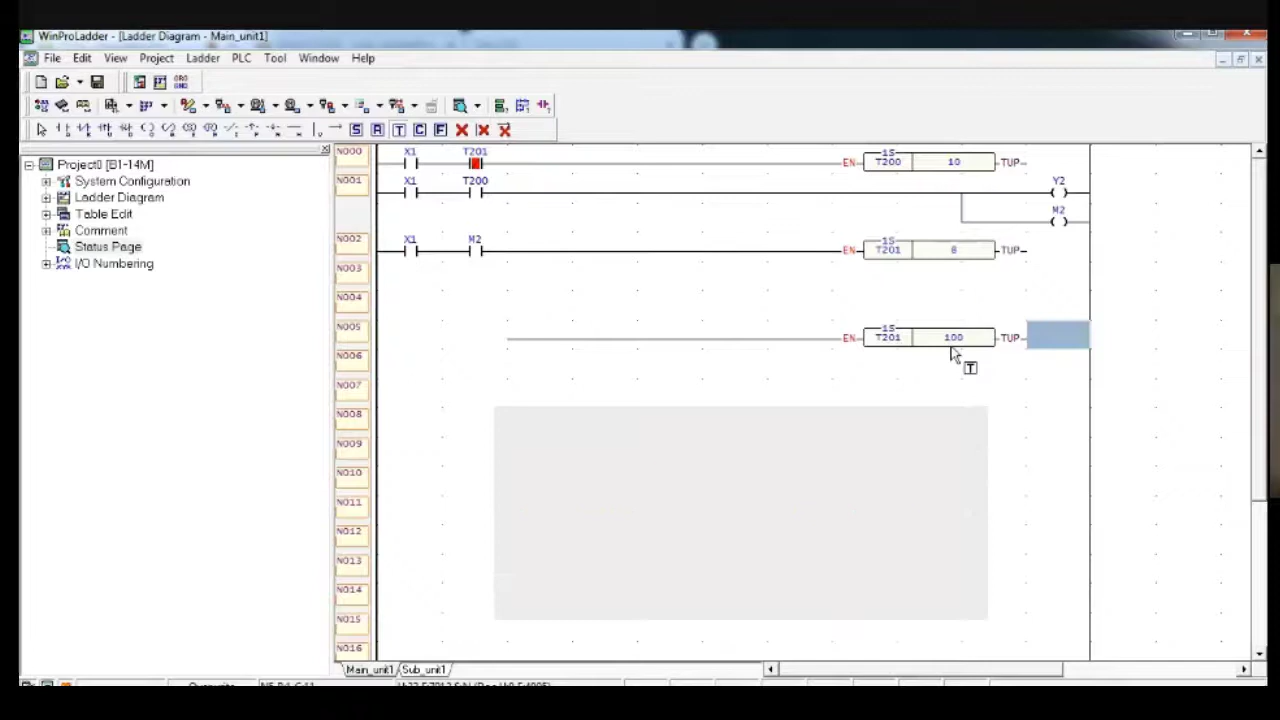 WinProLadder - [Ladder Diagram - Main_unit1]
File Edit View Project Ladder PLC Tool Window Help
S R T C F
Project0 [B1-14M]
System Configuration
Ladder Diagram
Table Edit
Comment
Status Page
I/O Numbering
N000 X1 T201 EN 1S T200 10 TUP
N001 X1 T200 Y2
M2
N002 X1 M2 EN 1S T201 8 TUP
N003
N004
N005 EN 1S T201 100 TUP
T
N006
N007
N008
N009
N010
N011
N012
N013
N014
N015
N016
Main_unit1 Sub_unit1